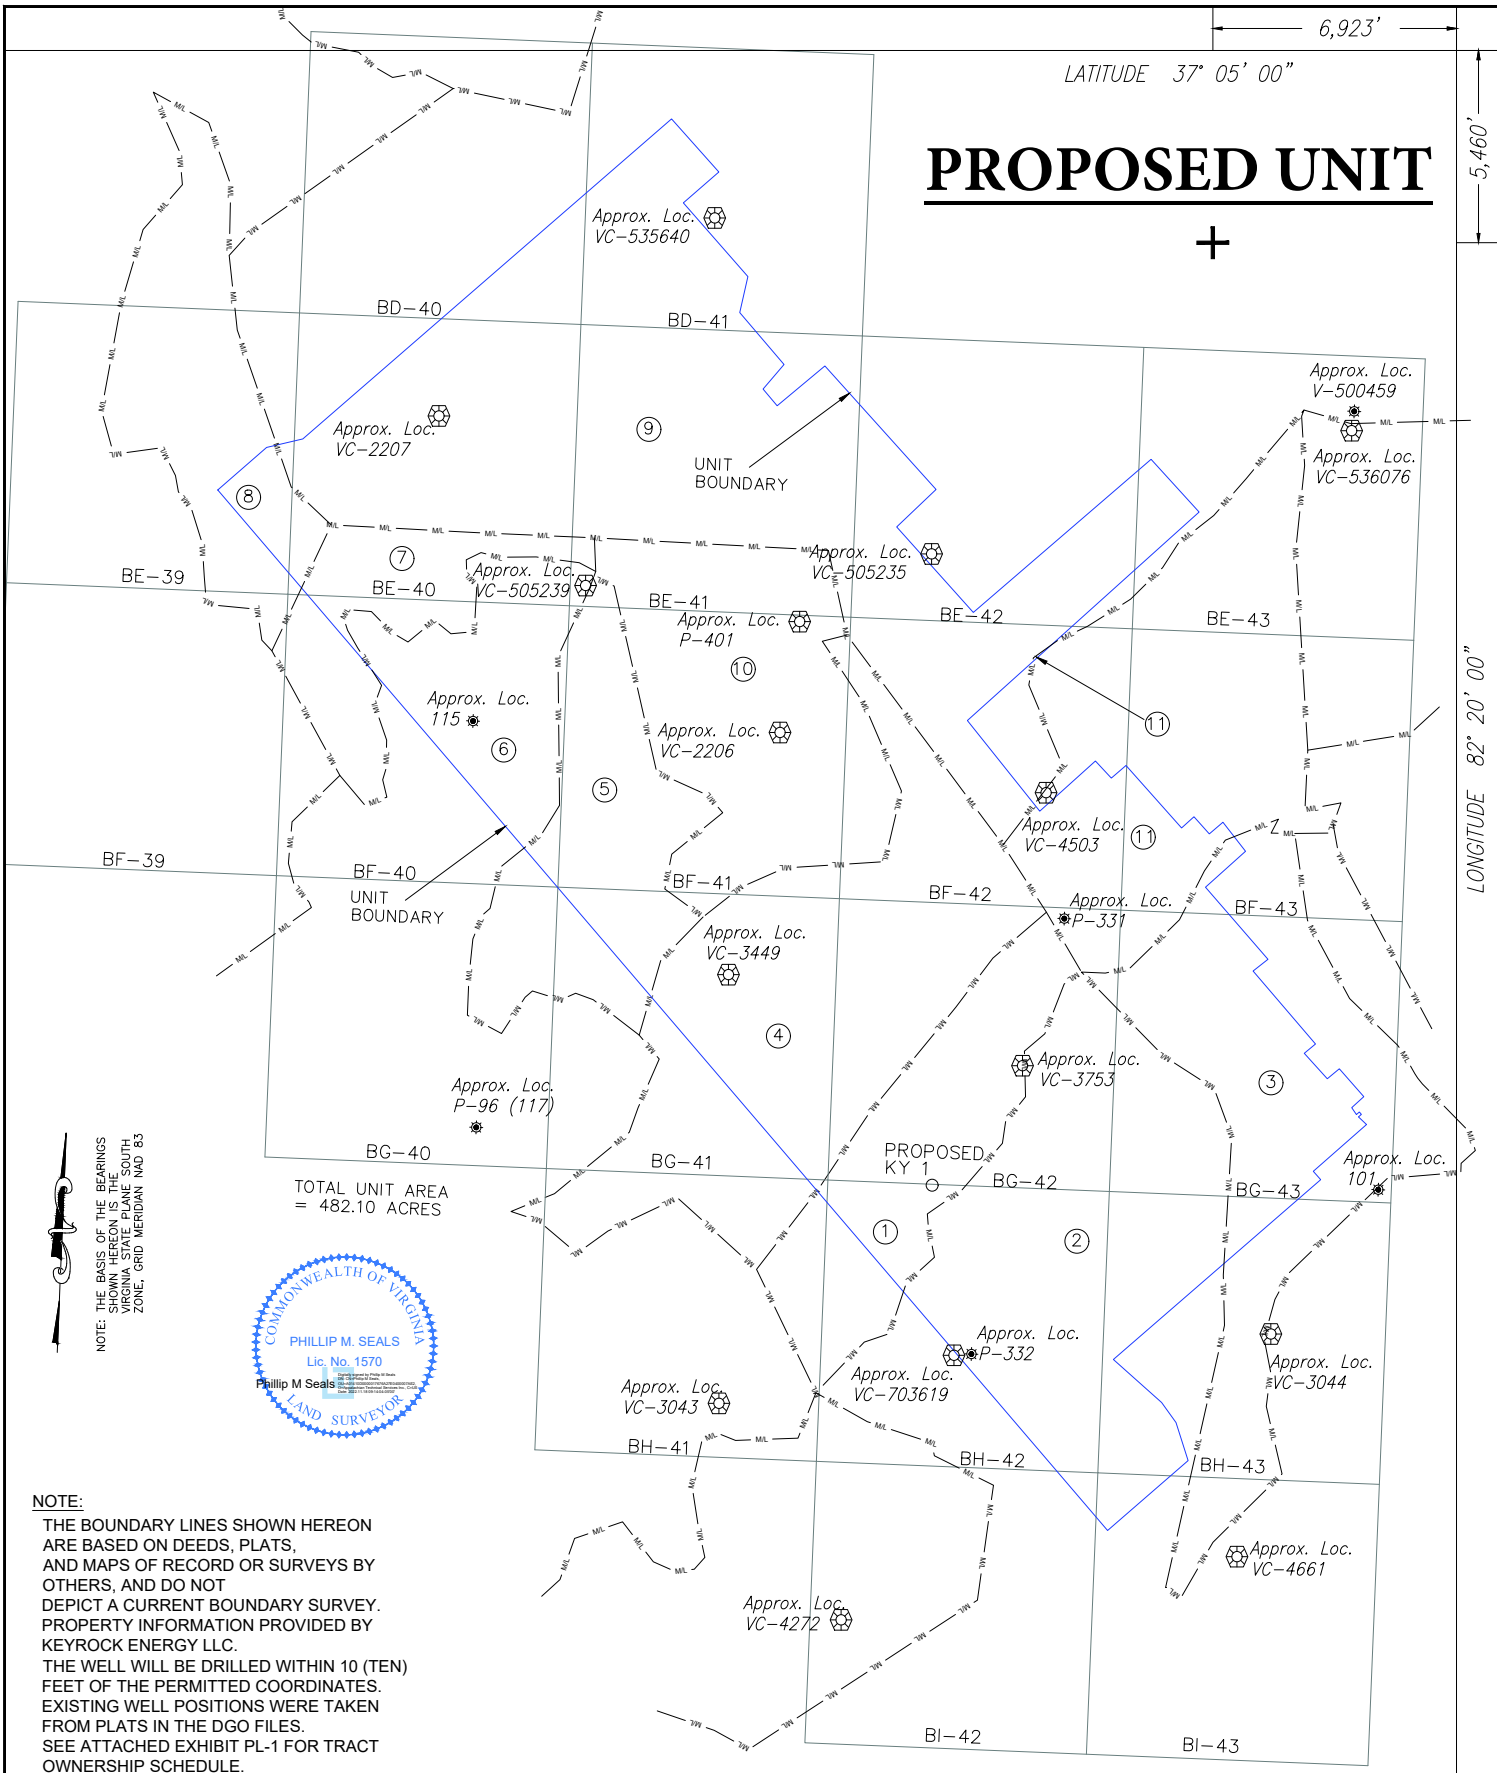 6,923'
LATITUDE 37° 05' 00"
5,460'
PROPOSED UNIT
+
Approx. Loc.
VC-535640
BD-40
BD-41
Approx. Loc.
V-500459
Approx. Loc.
VC-2207
9
UNIT
BOUNDARY
Approx. Loc.
VC-536076
8
7
Approx. Loc.
VC-505239
Approx. Loc.
VC-505235
BE-39
BE-40
BE-41
BE-42
BE-43
Approx. Loc.
P-401
10
LONGITUDE 82° 20' 00"
Approx. Loc.
115
6
Approx. Loc.
VC-2206
11
5
Approx. Loc.
VC-4503
11
BF-39
BF-40
BF-41
BF-42
BF-43
UNIT
BOUNDARY
Approx. Loc.
P-331
Approx. Loc.
VC-3449
4
Approx. Loc.
VC-3753
3
Approx. Loc.
P-96 (117)
BG-40
BG-41
BG-42
BG-43
PROPOSED
KY 1
Approx. Loc.
101
NOTE: THE BASIS OF THE BEARINGS
SHOWN HEREON IS THE
VIRGINIA STATE PLANE SOUTH
ZONE, GRID MERIDIAN NAD 83
TOTAL UNIT AREA
= 482.10 ACRES
1
2
COMMONWEALTH OF VIRGINIA
PHILLIP M. SEALS
Lic. No. 1570
Phillip M Seals
LAND SURVEYOR
Approx. Loc.
P-332
Approx. Loc.
VC-703619
Approx. Loc.
VC-3044
Approx. Loc.
VC-3043
BH-41
BH-42
BH-43
Approx. Loc.
VC-4661
Approx. Loc.
VC-4272
BI-42
BI-43
NOTE:
THE BOUNDARY LINES SHOWN HEREON
ARE BASED ON DEEDS, PLATS,
AND MAPS OF RECORD OR SURVEYS BY
OTHERS, AND DO NOT
DEPICT A CURRENT BOUNDARY SURVEY.
PROPERTY INFORMATION PROVIDED BY
KEYROCK ENERGY LLC.
THE WELL WILL BE DRILLED WITHIN 10 (TEN)
FEET OF THE PERMITTED COORDINATES.
EXISTING WELL POSITIONS WERE TAKEN
FROM PLATS IN THE DGO FILES.
SEE ATTACHED EXHIBIT PL-1 FOR TRACT
OWNERSHIP SCHEDULE.